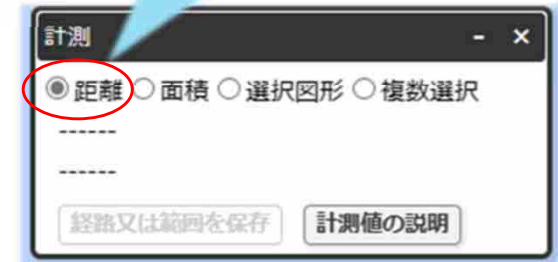 計測
距離 面積 選択図形 複数選択
------
------
経路又は範囲を保存 計測値の説明